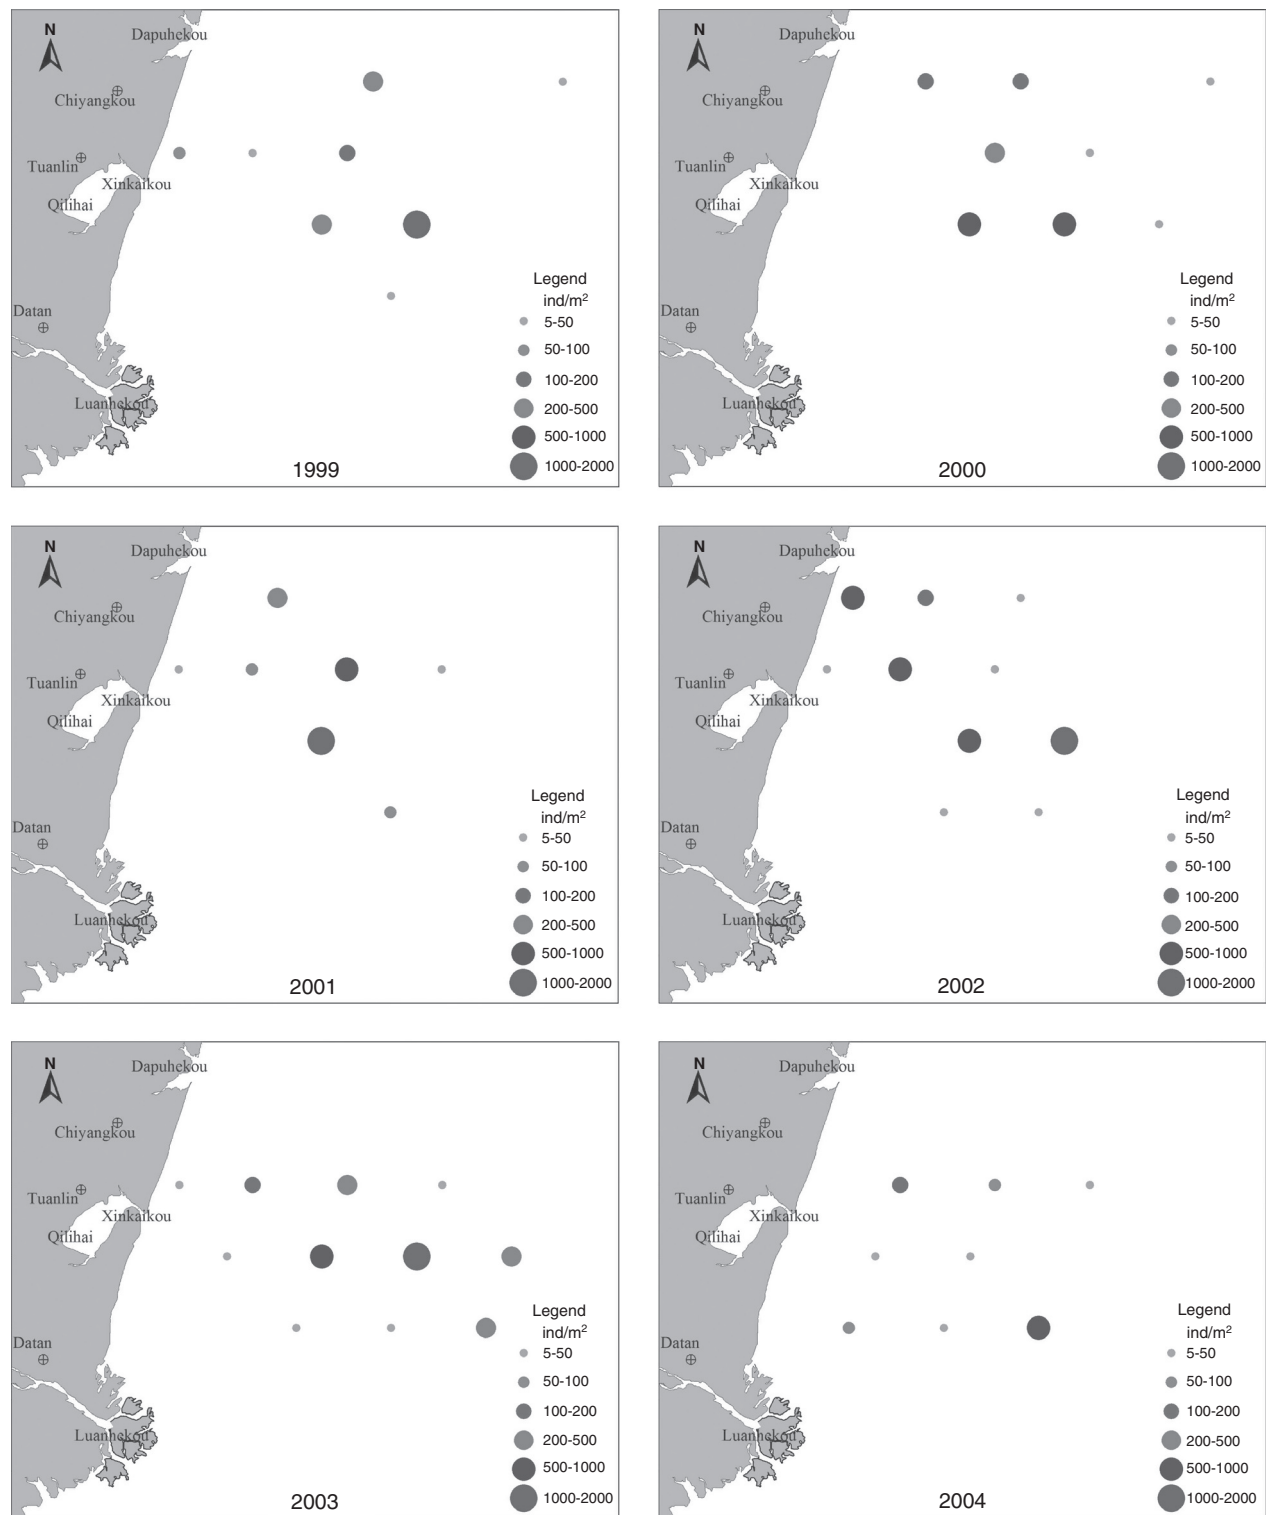 N
Dapuhekou
Chiyangkou
Tuanlin
Xinkaikou
Qilihai
Datan
Luanhekou
Legend
ind/m²
5-50
50-100
100-200
200-500
500-1000
1000-2000
1999
N
Dapuhekou
Chiyangkou
Tuanlin
Xinkaikou
Qilihai
Datan
Luanhekou
Legend
ind/m²
5-50
50-100
100-200
200-500
500-1000
1000-2000
2000
N
Dapuhekou
Chiyangkou
Tuanlin
Xinkaikou
Qilihai
Datan
Luanhekou
Legend
ind/m²
5-50
50-100
100-200
200-500
500-1000
1000-2000
2001
N
Dapuhekou
Chiyangkou
Tuanlin
Xinkaikou
Qilihai
Datan
Luanhekou
Legend
ind/m²
5-50
50-100
100-200
200-500
500-1000
1000-2000
2002
N
Dapuhekou
Chiyangkou
Tuanlin
Xinkaikou
Qilihai
Datan
Luanhekou
Legend
ind/m²
5-50
50-100
100-200
200-500
500-1000
1000-2000
2003
N
Dapuhekou
Chiyangkou
Tuanlin
Xinkaikou
Qilihai
Datan
Luanhekou
Legend
ind/m²
5-50
50-100
100-200
200-500
500-1000
1000-2000
2004